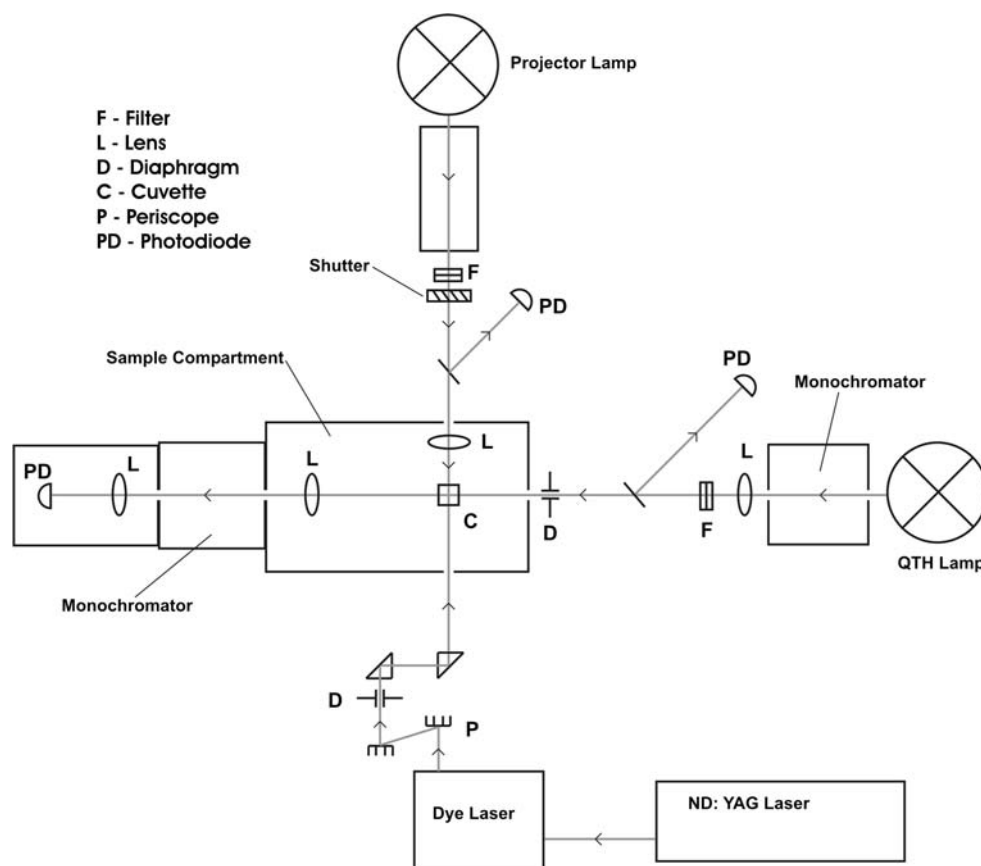 Projector Lamp
F - Filter
L - Lens
D - Diaphragm
C - Cuvette
P - Periscope
PD - Photodiode
F
Shutter
PD
Sample Compartment
PD
Monochromator
L
L
PD
L
L
C
D
F
QTH Lamp
Monochromator
D
P
Dye Laser
ND: YAG Laser